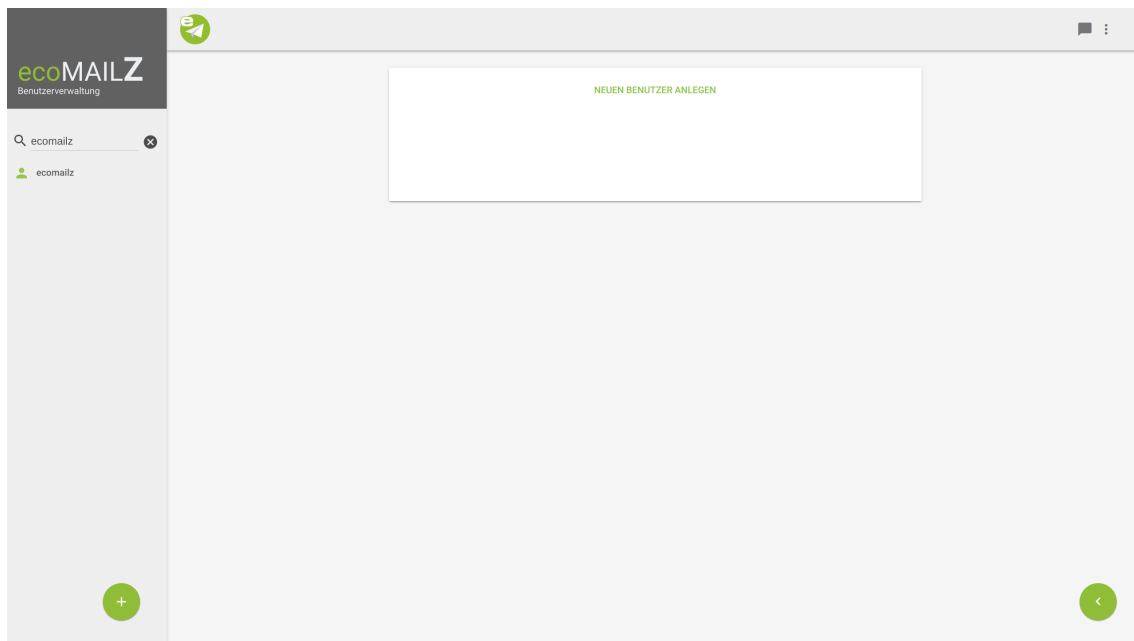 ecoMAILZ
Benutzerverwaltung
ecomailz
ecomailz
e
NEUEN BENUTZER ANLEGEN